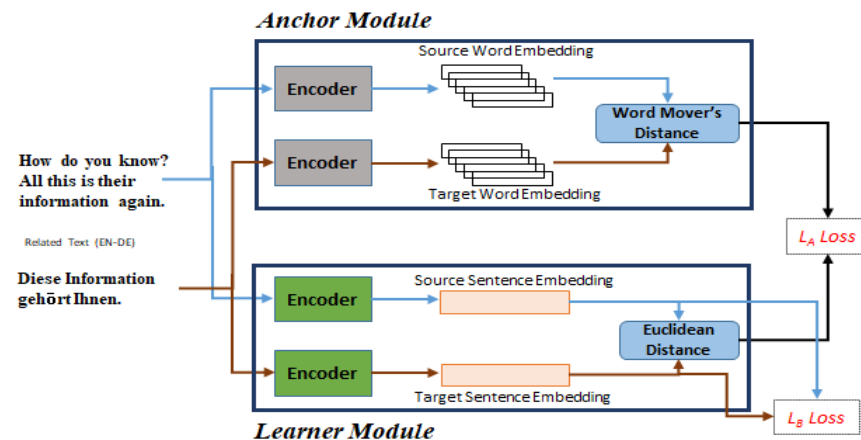 Anchor Module
Source Word Embedding
Encoder
Word Mover's
Distance
Encoder
Target Word Embedding
How do you know?
All this is their
information again.
Related Text (EN-DE)
Diese Information
gehört Ihnen.
L_A Loss
Source Sentence Embedding
Encoder
Euclidean
Distance
Encoder
Target Sentence Embedding
L_B Loss
Learner Module